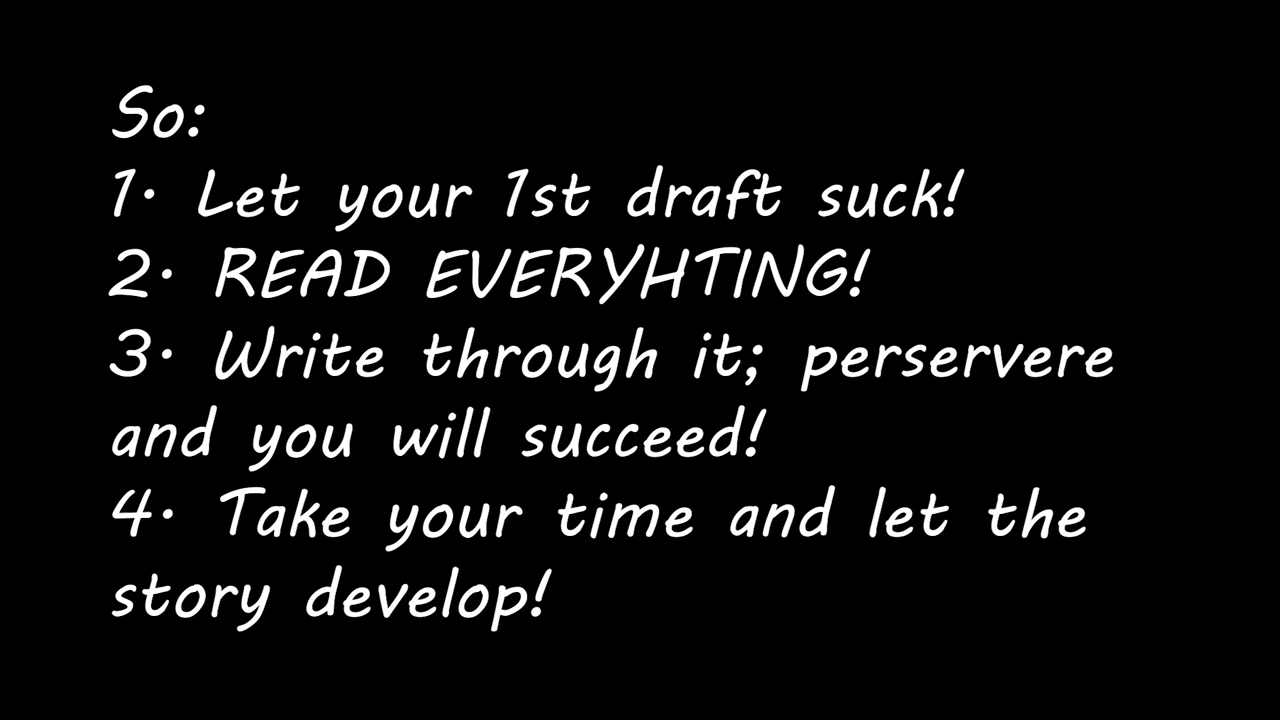 So:
1. Let your 1st draft suck!
2. READ EVERYHTING!
3. Write through it; perservere
and you will succeed!
4. Take your time and let the
story develop!